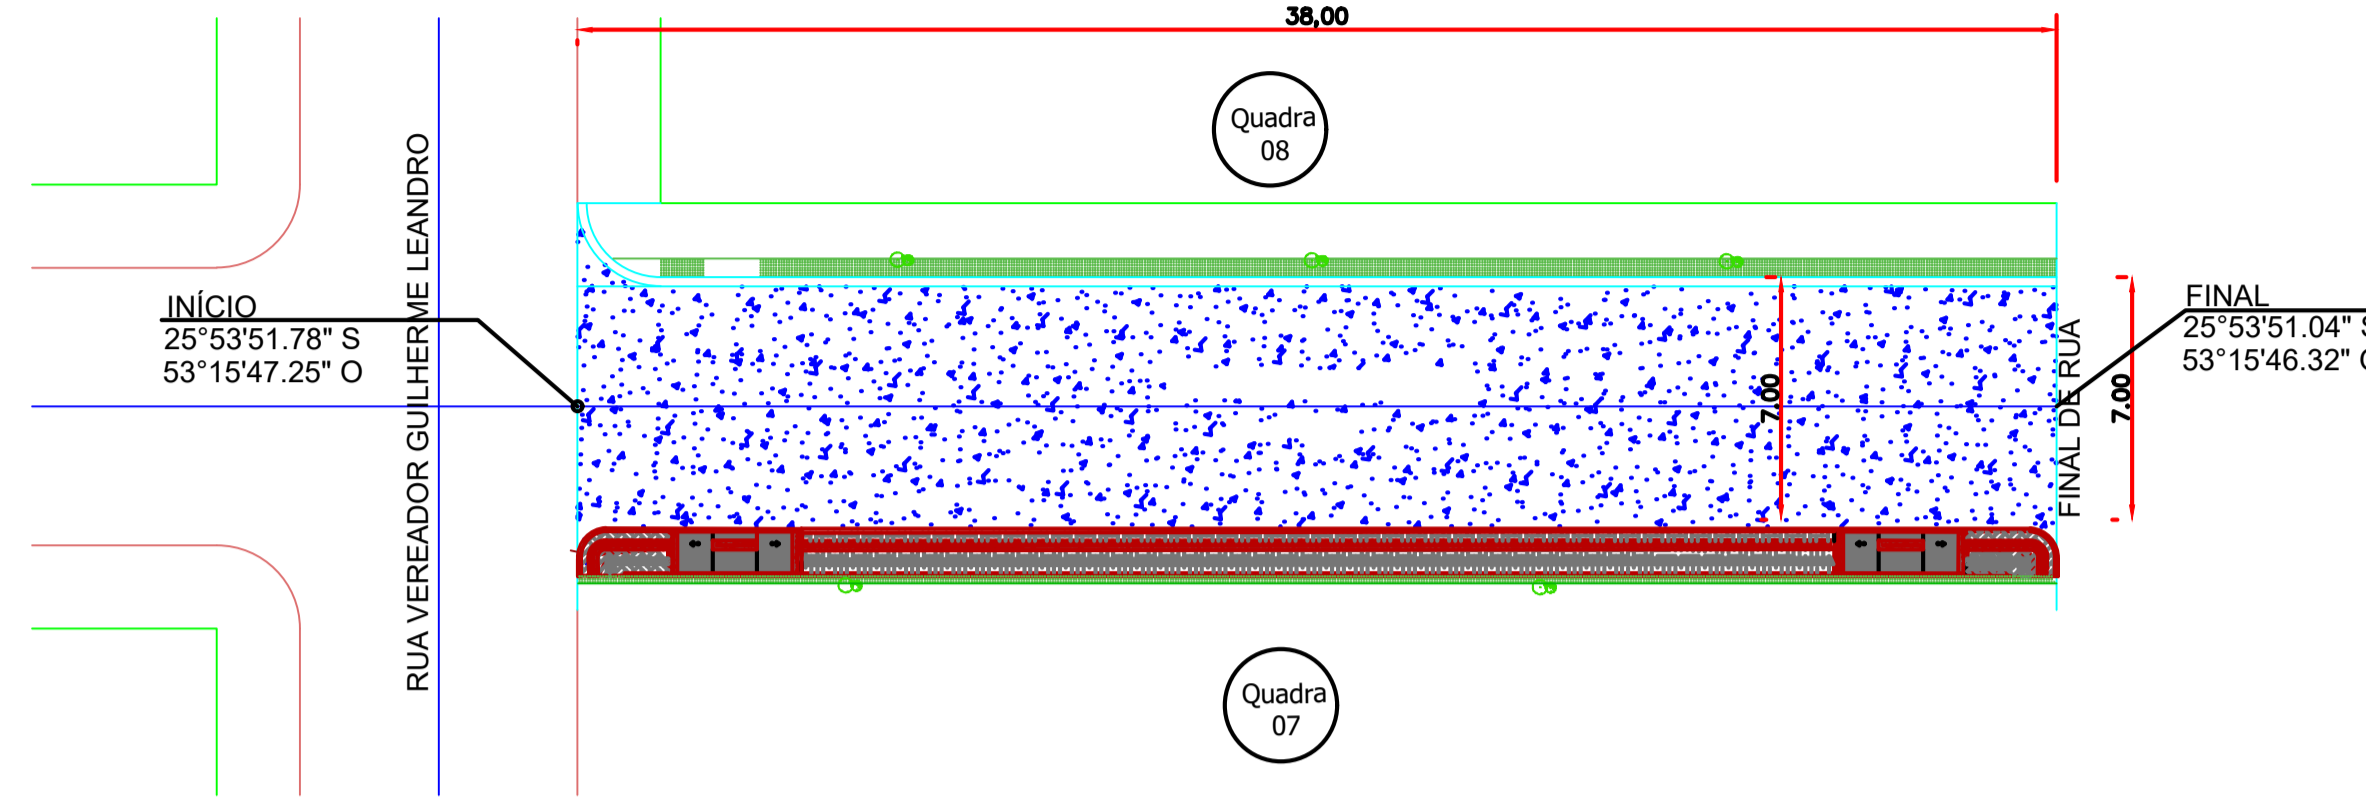 38,00
Quadra
08
RUA VEREADOR GUILHERME LEANDRO
INÍCIO
25°53'51.78" S
53°15'47.25" O
7.00
FINAL DE RUA
7.00
FINAL
25°53'51.04" S
53°15'46.32" O
Quadra
07